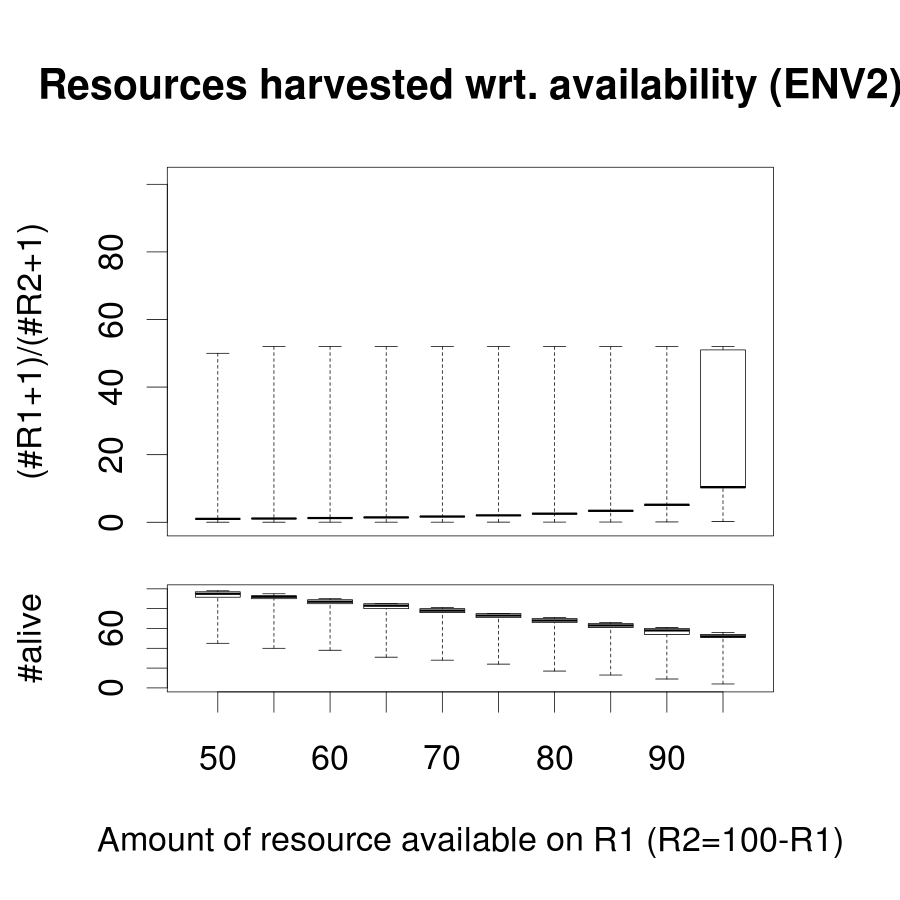 Resources harvested wrt. availability (ENV2)
(#R1+1)/(#R2+1)
80
60
40
20
0
#alive
60
0
50 60 70 80 90
Amount of resource available on R1 (R2=100-R1)